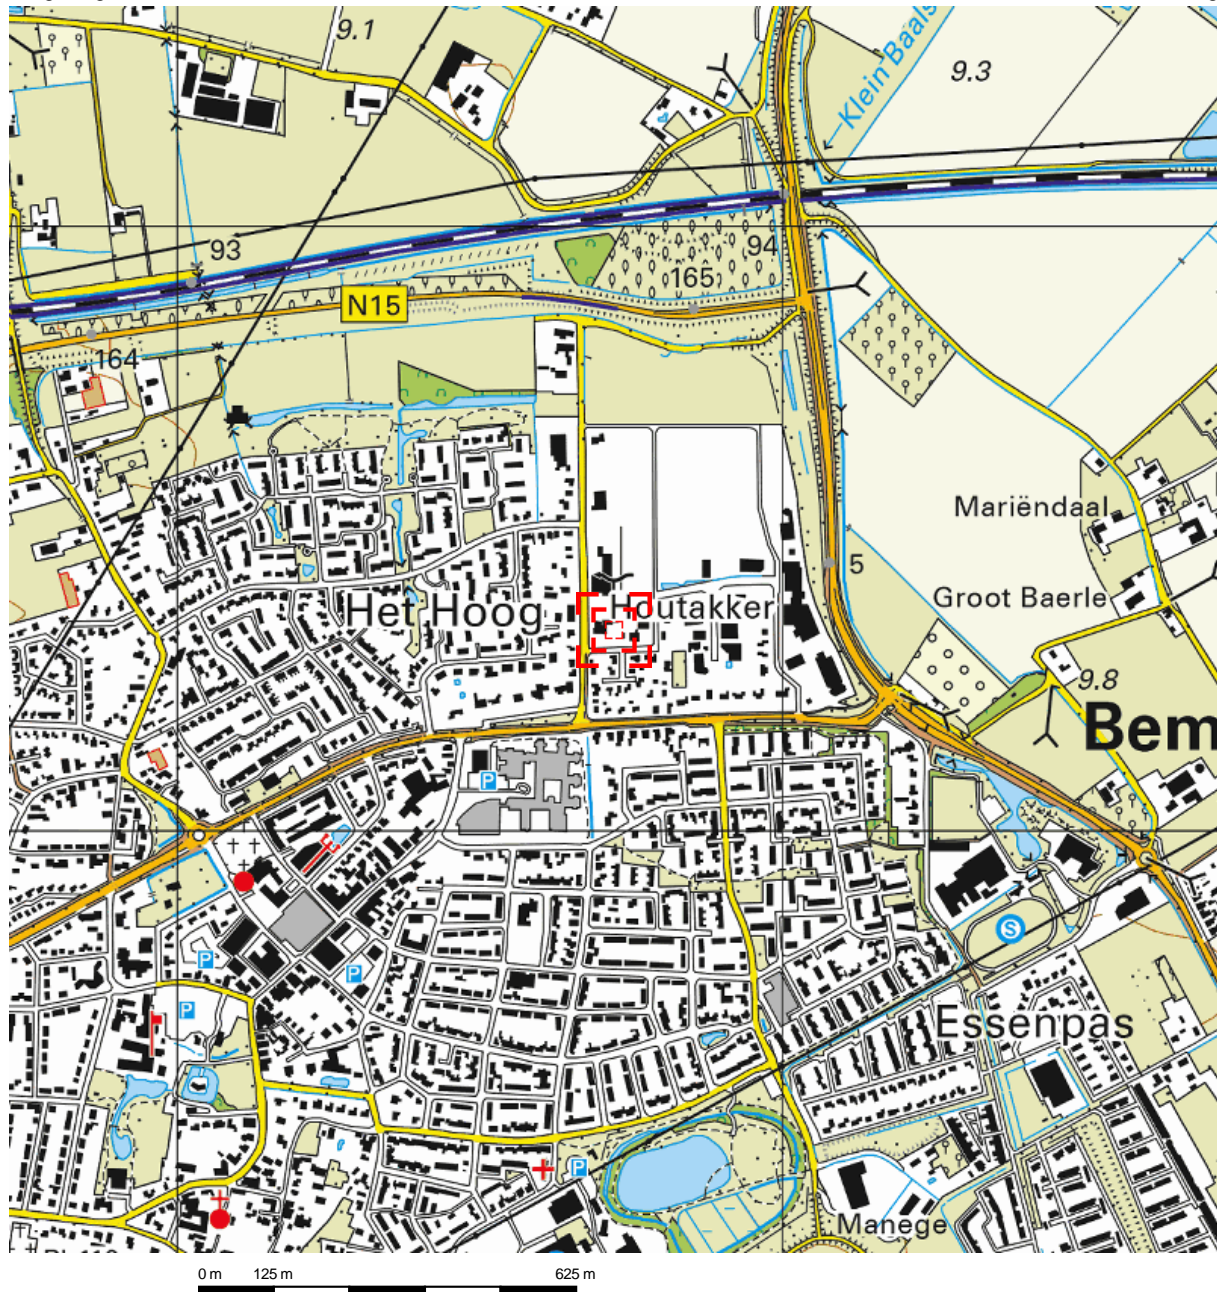 9.1
9.3
Klein Baals
93
94
165
N15
164
Mariëndaal
5
Groot Baerle
Het Hoog
Houtakker
9.8
Bem
P
S
P
P
P
Essenpas
P
Manege
0 m
125 m
625 m